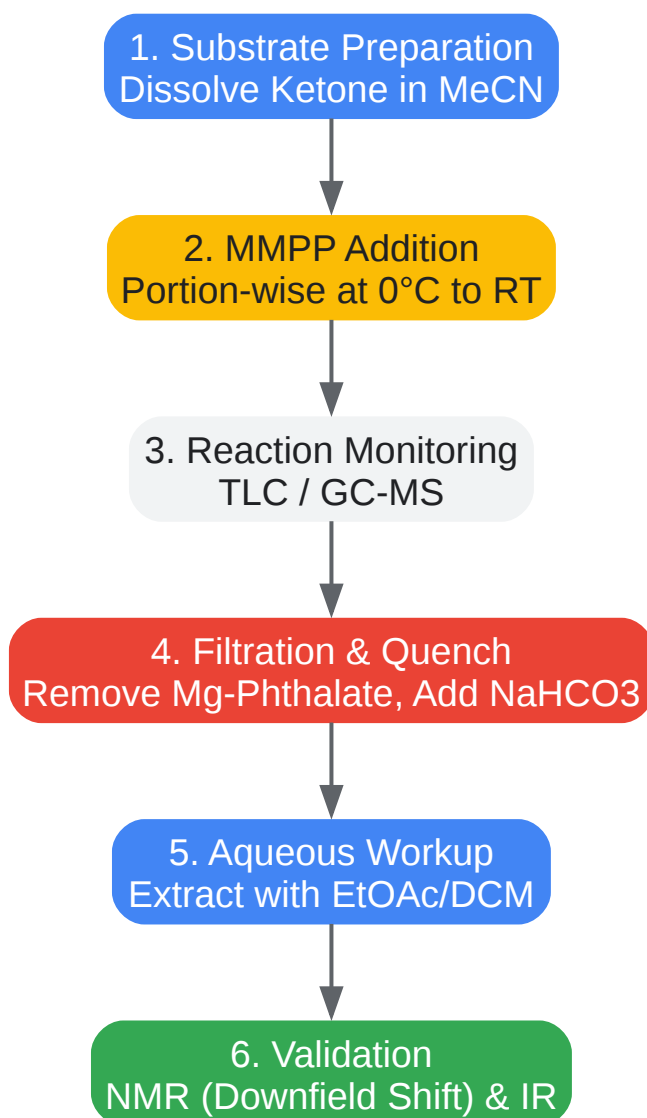 1. Substrate Preparation
Dissolve Ketone in MeCN
2. MMPP Addition
Portion-wise at 0°C to RT
3. Reaction Monitoring
TLC / GC-MS
4. Filtration & Quench
Remove Mg-Phthalate, Add NaHCO3
5. Aqueous Workup
Extract with EtOAc/DCM
6. Validation
NMR (Downfield Shift) & IR